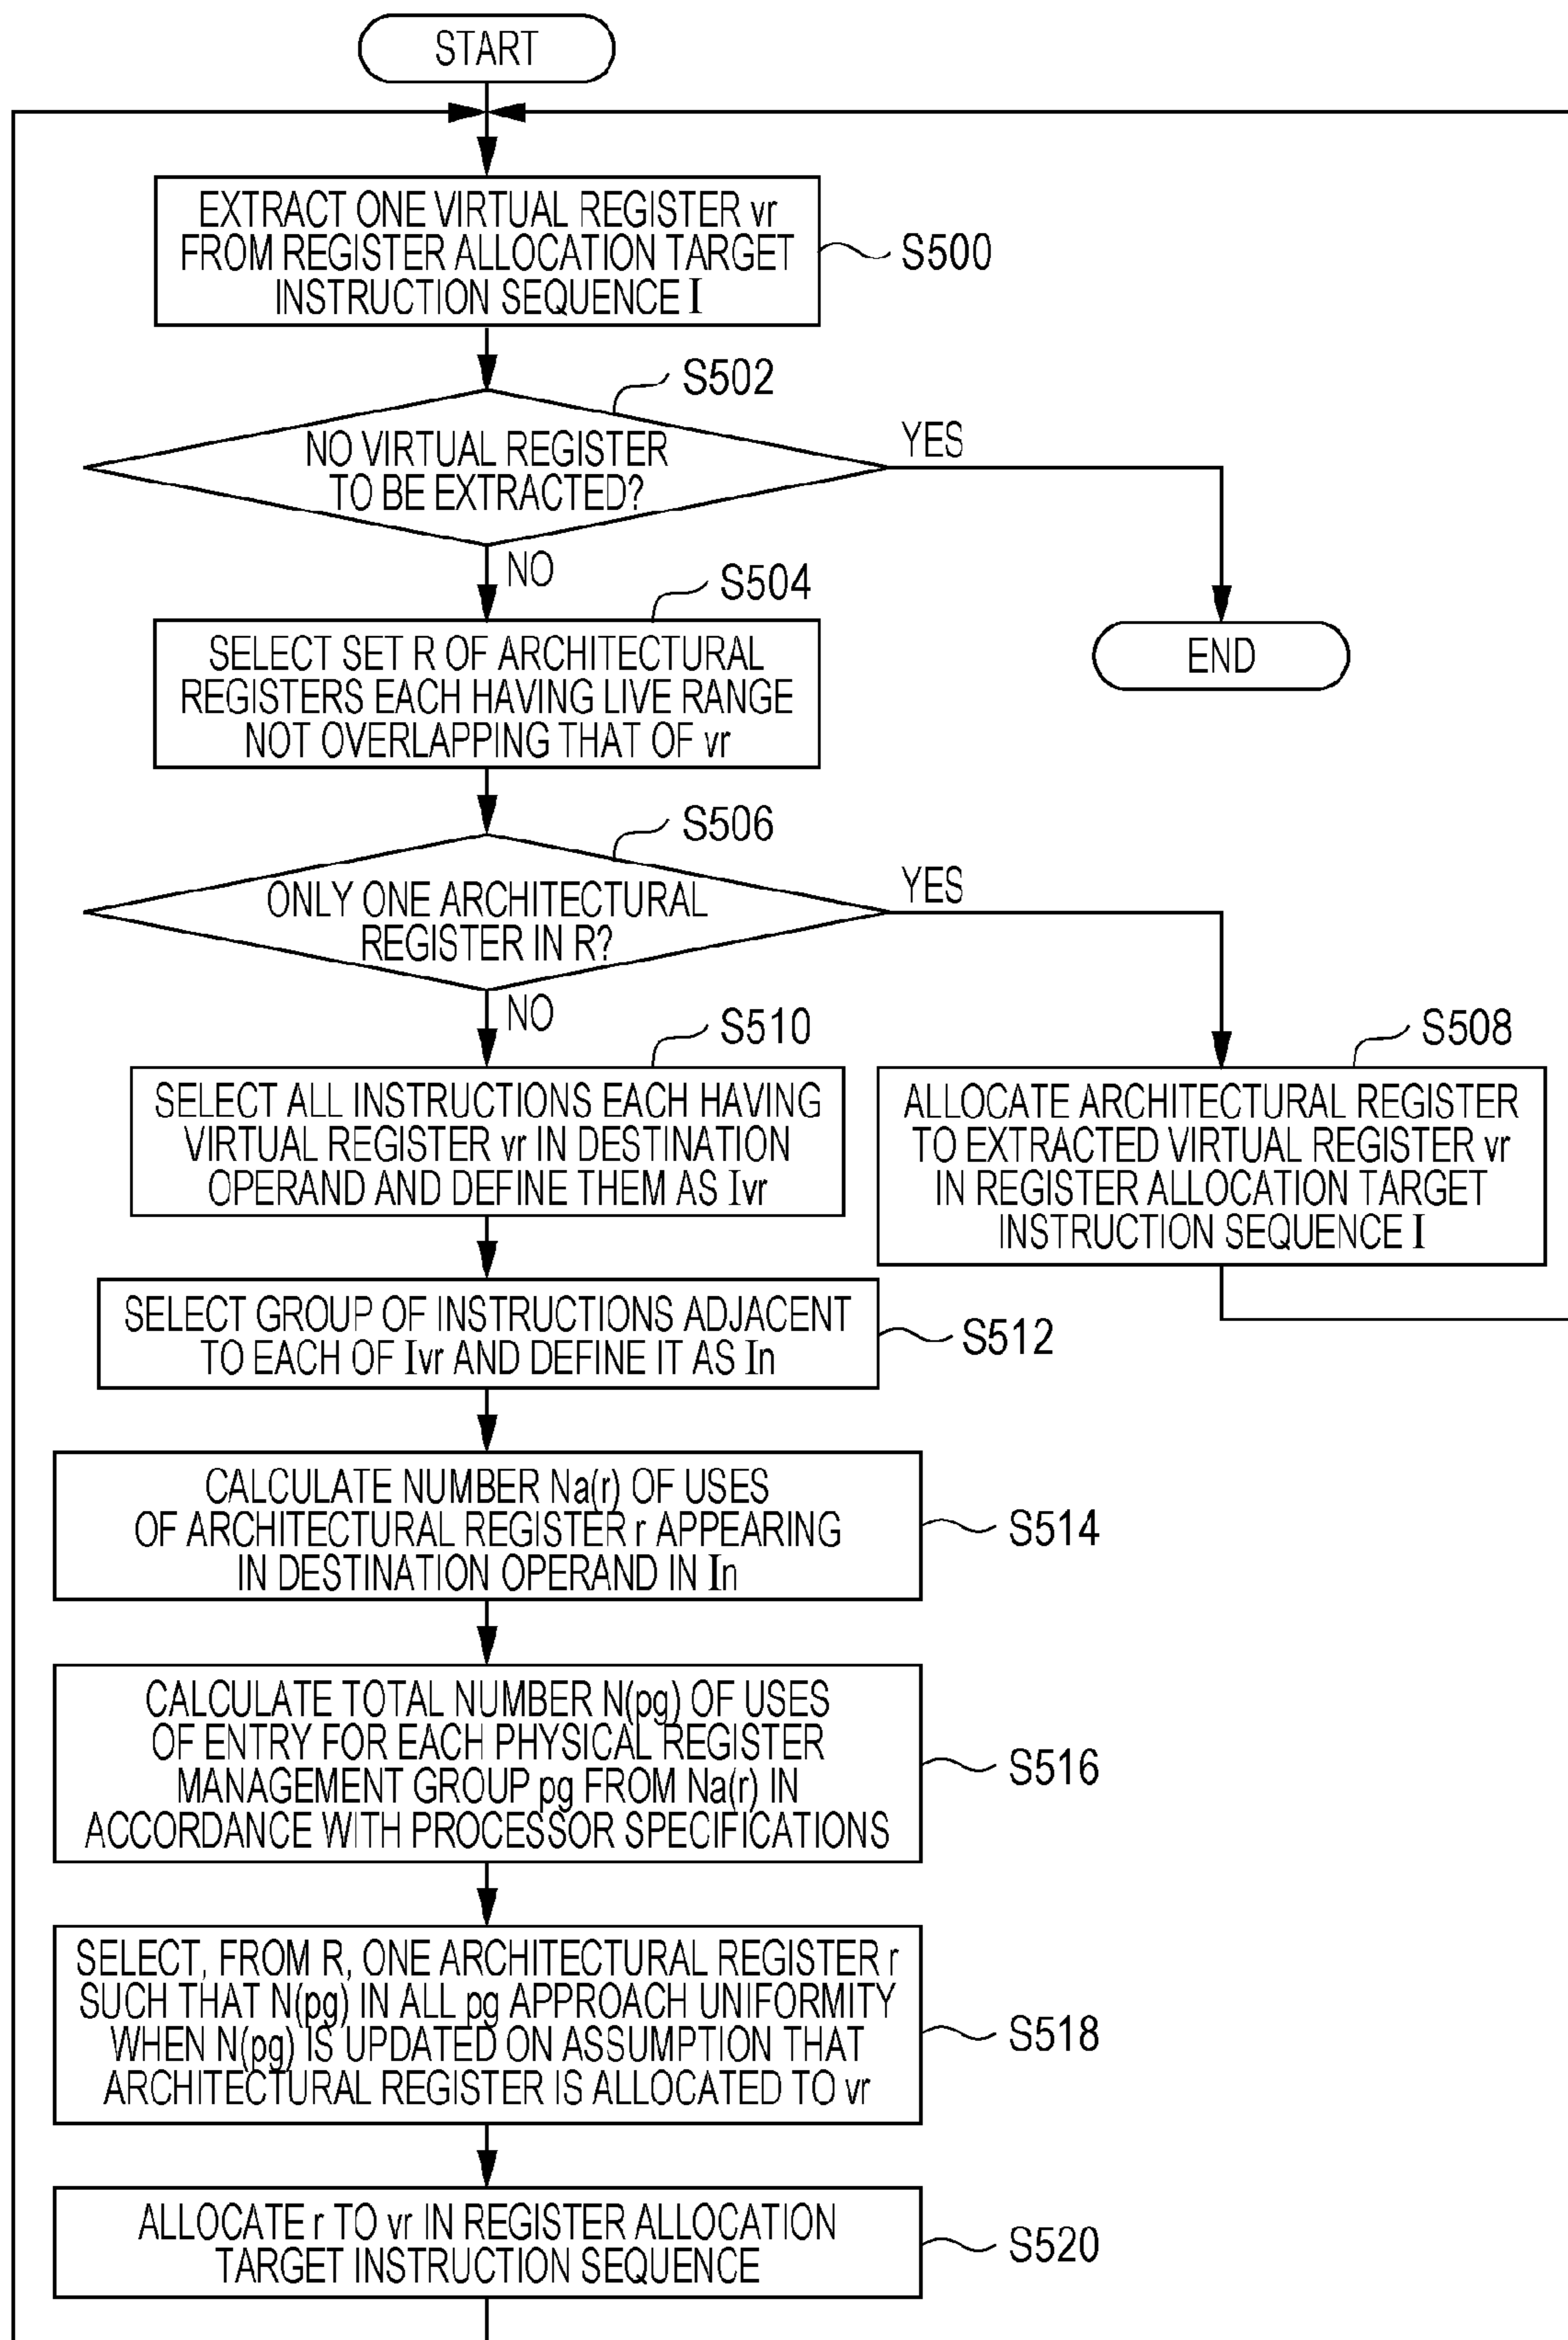 START
EXTRACT ONE VIRTUAL REGISTER vr
FROM REGISTER ALLOCATION TARGET
INSTRUCTION SEQUENCE I
S500
S502
NO VIRTUAL REGISTER
TO BE EXTRACTED?
YES
NO
S504
SELECT SET R OF ARCHITECTURAL
REGISTERS EACH HAVING LIVE RANGE
NOT OVERLAPPING THAT OF vr
END
S506
ONLY ONE ARCHITECTURAL
REGISTER IN R?
YES
NO
S510
SELECT ALL INSTRUCTIONS EACH HAVING
VIRTUAL REGISTER vr IN DESTINATION
OPERAND AND DEFINE THEM AS Ivr
S508
ALLOCATE ARCHITECTURAL REGISTER
TO EXTRACTED VIRTUAL REGISTER vr
IN REGISTER ALLOCATION TARGET
INSTRUCTION SEQUENCE I
SELECT GROUP OF INSTRUCTIONS ADJACENT
TO EACH OF Ivr AND DEFINE IT AS In
S512
CALCULATE NUMBER Na(r) OF USES
OF ARCHITECTURAL REGISTER r APPEARING
IN DESTINATION OPERAND IN In
S514
CALCULATE TOTAL NUMBER N(pg) OF USES
OF ENTRY FOR EACH PHYSICAL REGISTER
MANAGEMENT GROUP pg FROM Na(r) IN
ACCORDANCE WITH PROCESSOR SPECIFICATIONS
S516
SELECT, FROM R, ONE ARCHITECTURAL REGISTER r
SUCH THAT N(pg) IN ALL pg APPROACH UNIFORMITY
WHEN N(pg) IS UPDATED ON ASSUMPTION THAT
ARCHITECTURAL REGISTER IS ALLOCATED TO vr
S518
ALLOCATE r TO vr IN REGISTER ALLOCATION
TARGET INSTRUCTION SEQUENCE
S520